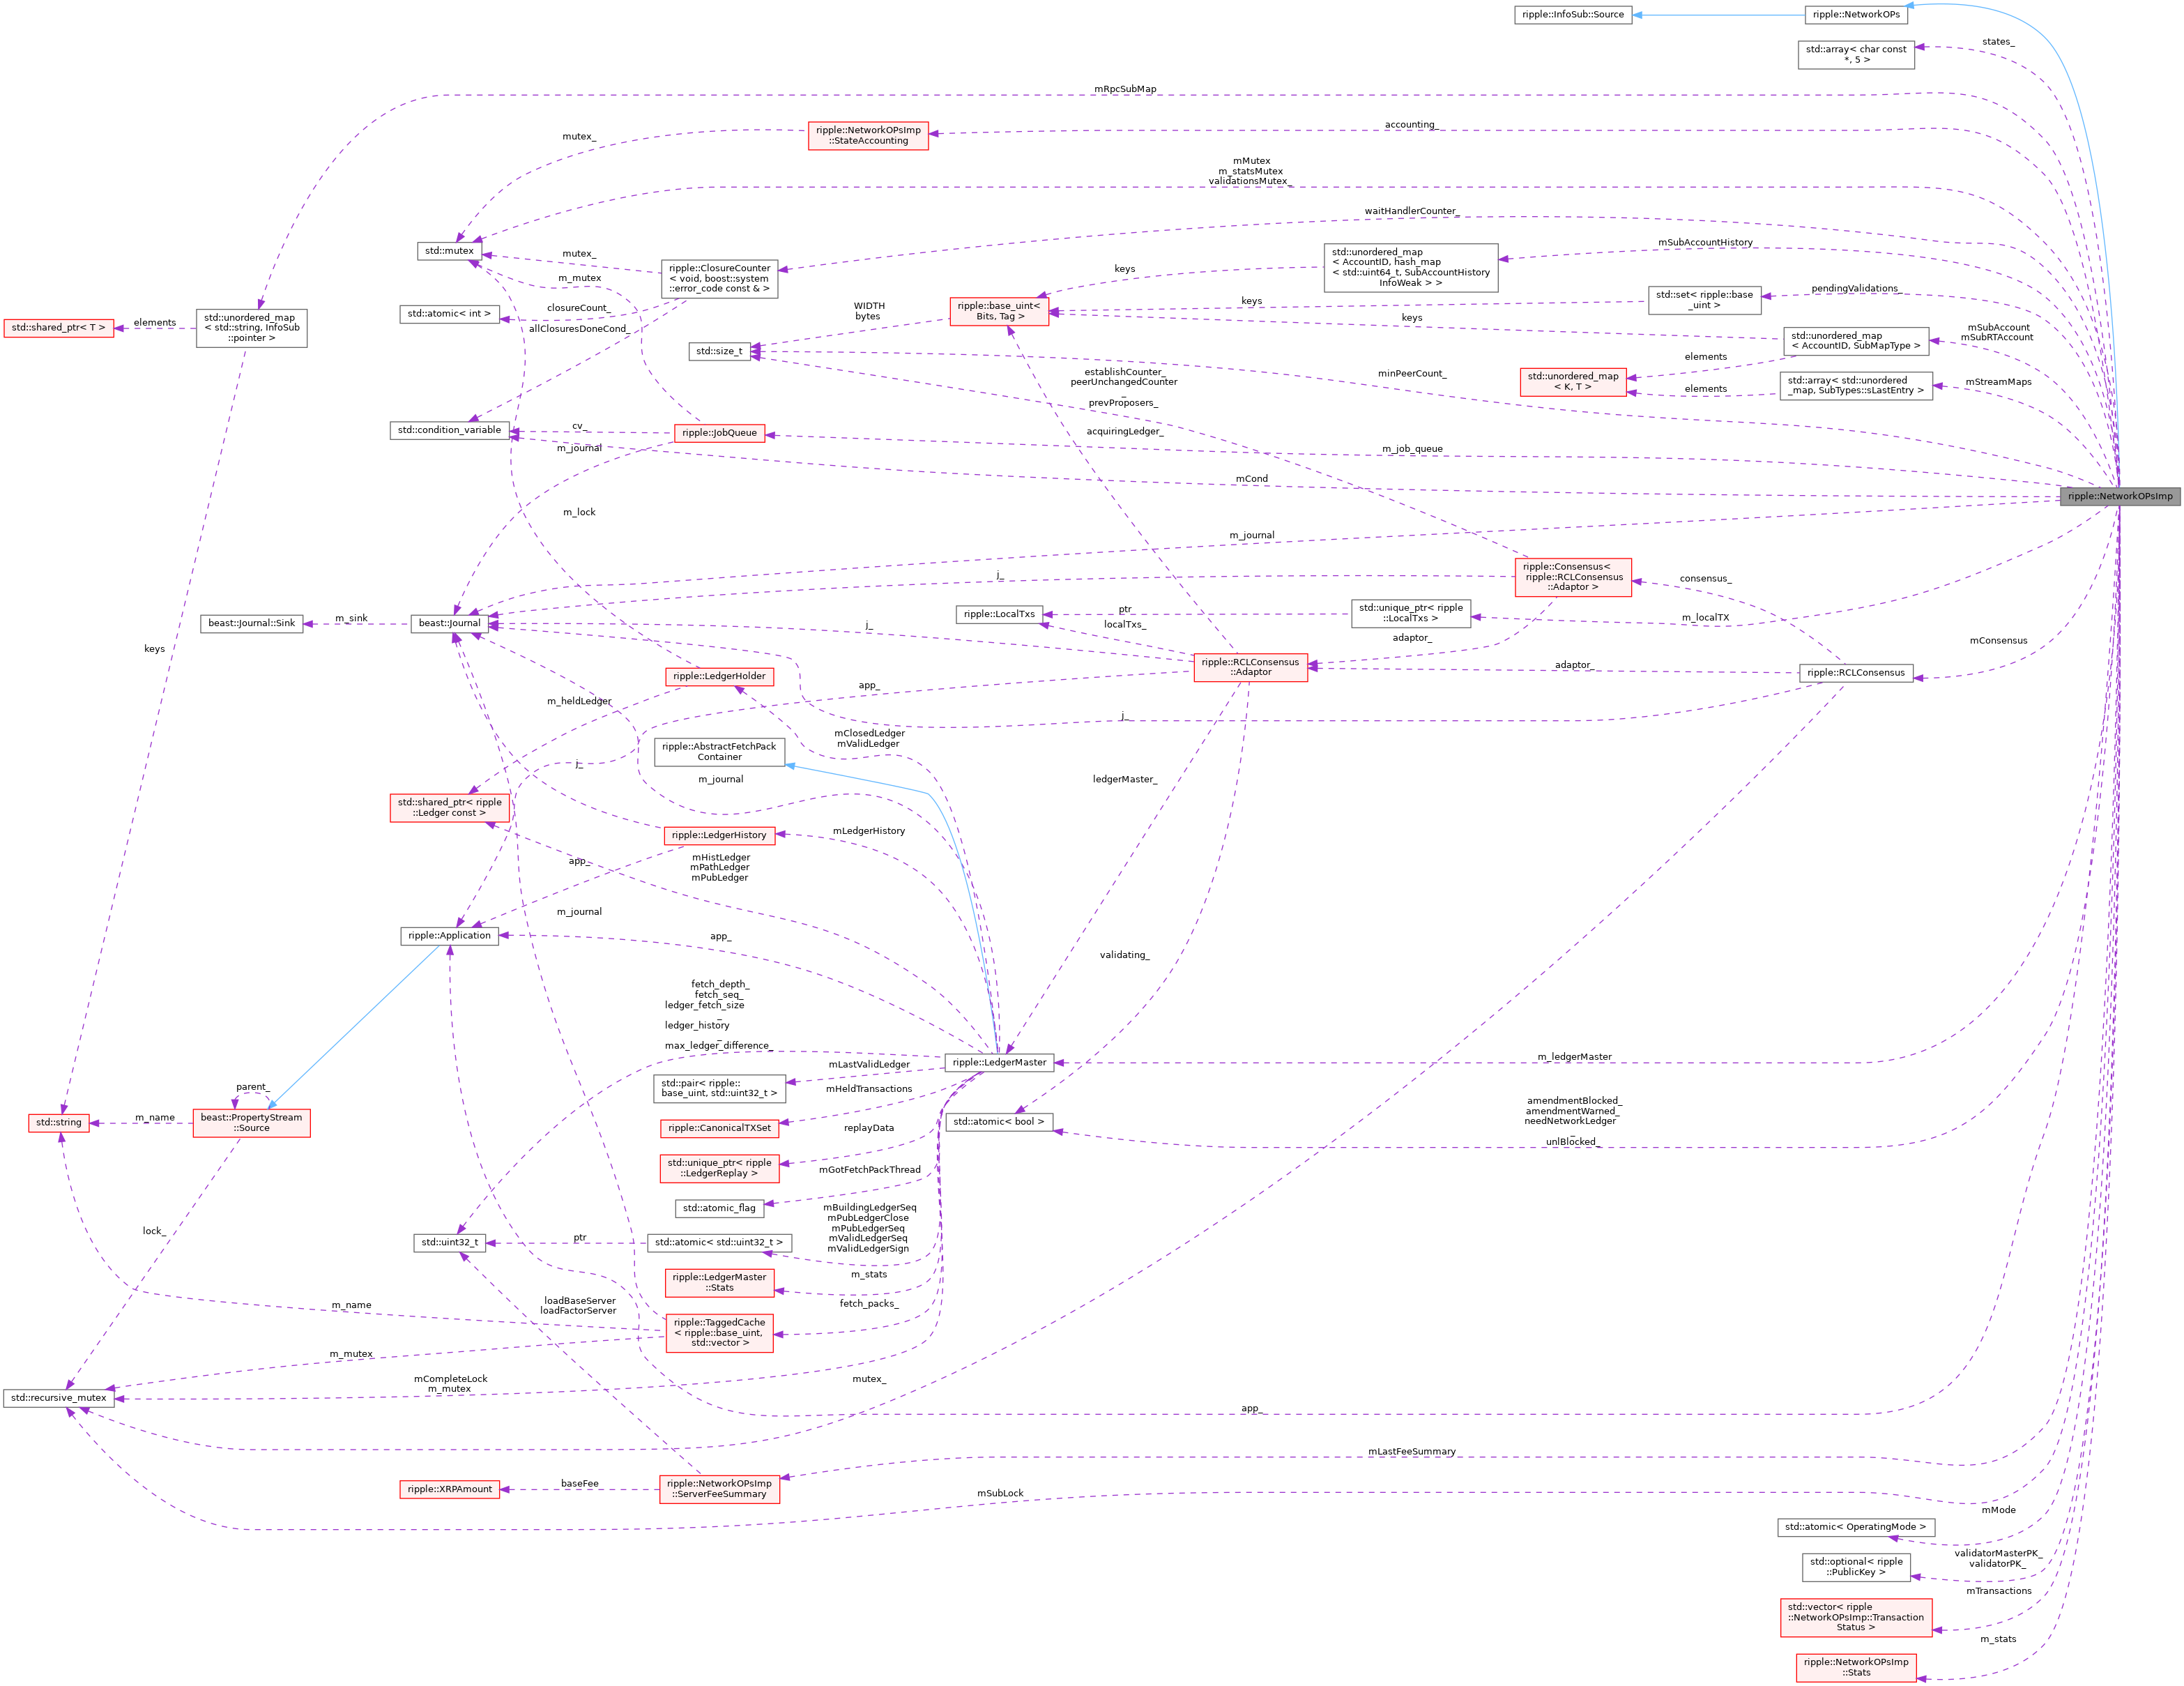 ripple::InfoSub::Source
ripple::NetworkOPs
states_
std::array< char const
*, 5 >
mRpcSubMap
accounting_
ripple::NetworkOPsImp
::StateAccounting
mutex_
mMutex
m_statsMutex
validationsMutex_
waitHandlerCounter_
std::mutex
mutex_
ripple::ClosureCounter
< void, boost::system
::error_code const & >
m_mutex
std::unordered_map
< AccountID, hash_map
< std::uint64_t, SubAccountHistory
InfoWeak > >
mSubAccountHistory
keys
std::set< ripple::base
_uint >
pendingValidations_
keys
ripple::base_uint<
Bits, Tag >
WIDTH
bytes
std::atomic< int >
closureCount_
allClosuresDoneCond_
std::shared_ptr< T >
elements
std::unordered_map
< std::string, InfoSub
::pointer >
keys
std::unordered_map
< AccountID, SubMapType >
mSubAccount
mSubRTAccount
std::size_t
elements
std::unordered_map
< K, T >
elements
std::array< std::unordered
_map, SubTypes::sLastEntry >
mStreamMaps
establishCounter_
peerUnchangedCounter
_
prevProposers_
minPeerCount_
acquiringLedger_
std::condition_variable
cv_
ripple::JobQueue
m_journal
m_job_queue
mCond
ripple::NetworkOPsImp
m_lock
m_journal
j_
ripple::Consensus<
ripple::RCLConsensus
::Adaptor >
consensus_
beast::Journal::Sink
m_sink
beast::Journal
ripple::LocalTxs
ptr
std::unique_ptr< ripple
::LocalTxs >
m_localTX
j_
localTxs_
adaptor_
mConsensus
keys
ripple::LedgerHolder
m_heldLedger
app_
ripple::RCLConsensus
::Adaptor
adaptor_
ripple::RCLConsensus
j_
mClosedLedger
mValidLedger
ripple::AbstractFetchPack
Container
j_
m_journal
ledgerMaster_
std::shared_ptr< ripple
::Ledger const >
ripple::LedgerHistory
mLedgerHistory
app_
mHistLedger
mPathLedger
mPubLedger
m_journal
ripple::Application
app_
validating_
fetch_depth_
fetch_seq_
ledger_fetch_size
_
ledger_history
_
max_ledger_difference_
ripple::LedgerMaster
m_ledgerMaster
mLastValidLedger
std::pair< ripple::
base_uint, std::uint32_t >
mHeldTransactions
parent_
std::string
m_name
beast::PropertyStream
::Source
ripple::CanonicalTXSet
std::atomic< bool >
amendmentBlocked_
amendmentWarned_
needNetworkLedger
_
unlBlocked_
replayData
std::unique_ptr< ripple
::LedgerReplay >
mGotFetchPackThread
std::atomic_flag
lock_
mBuildingLedgerSeq
mPubLedgerClose
mPubLedgerSeq
mValidLedgerSeq
mValidLedgerSign
std::uint32_t
ptr
std::atomic< std::uint32_t >
ripple::LedgerMaster
::Stats
m_stats
m_name
loadBaseServer
loadFactorServer
fetch_packs_
ripple::TaggedCache
< ripple::base_uint,
std::vector >
m_mutex
mCompleteLock
m_mutex
std::recursive_mutex
mutex_
app_
mLastFeeSummary
ripple::XRPAmount
baseFee
ripple::NetworkOPsImp
::ServerFeeSummary
mSubLock
mMode
std::atomic< OperatingMode >
validatorMasterPK_
validatorPK_
std::optional< ripple
::PublicKey >
mTransactions
std::vector< ripple
::NetworkOPsImp::Transaction
Status >
m_stats
ripple::NetworkOPsImp
::Stats